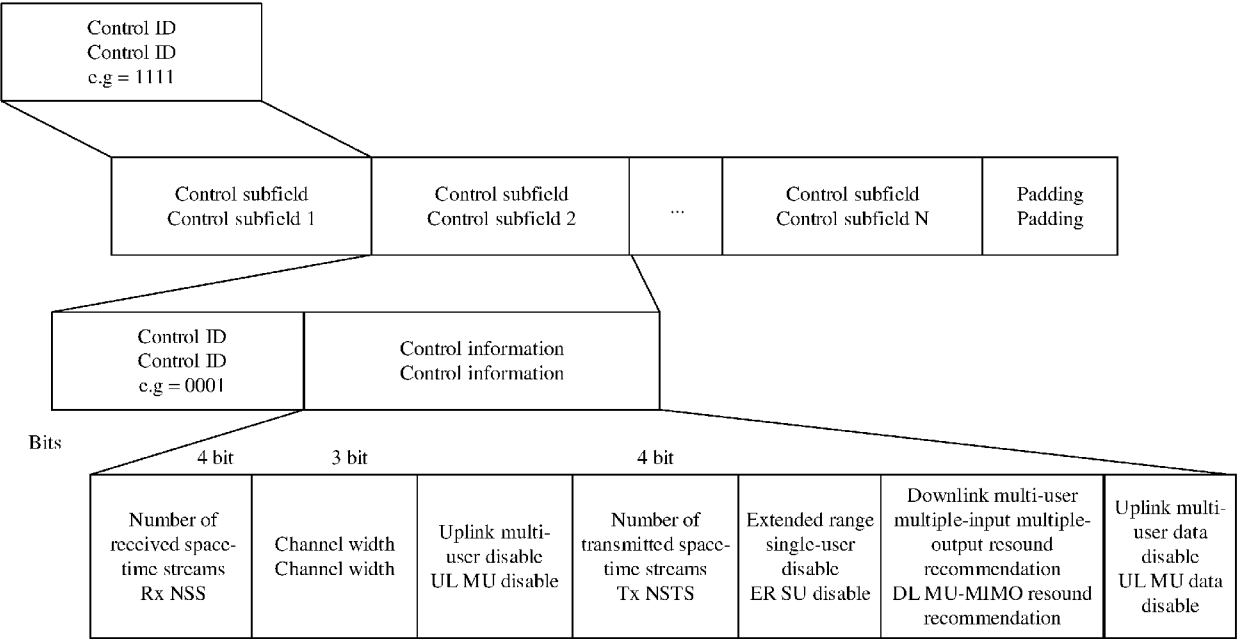 Control ID
Control ID
e.g = 1111
Control subfield
Control subfield 1
Control subfield
Control subfield 2
...
Control subfield
Control subfield N
Padding
Padding
Control ID
Control ID
e.g = 0001
Control information
Control information
Bits
4 bit
3 bit
4 bit
Number of
received space-
time streams
Rx NSS
Channel width
Channel width
Uplink multi-
user disable
UL MU disable
Number of
transmitted space-
time streams
Tx NSTS
Extended range
single-user
disable
ER SU disable
Downlink multi-user
multiple-input multiple-
output resound
recommendation
DL MU-MIMO resound
recommendation
Uplink multi-
user data
disable
UL MU data
disable